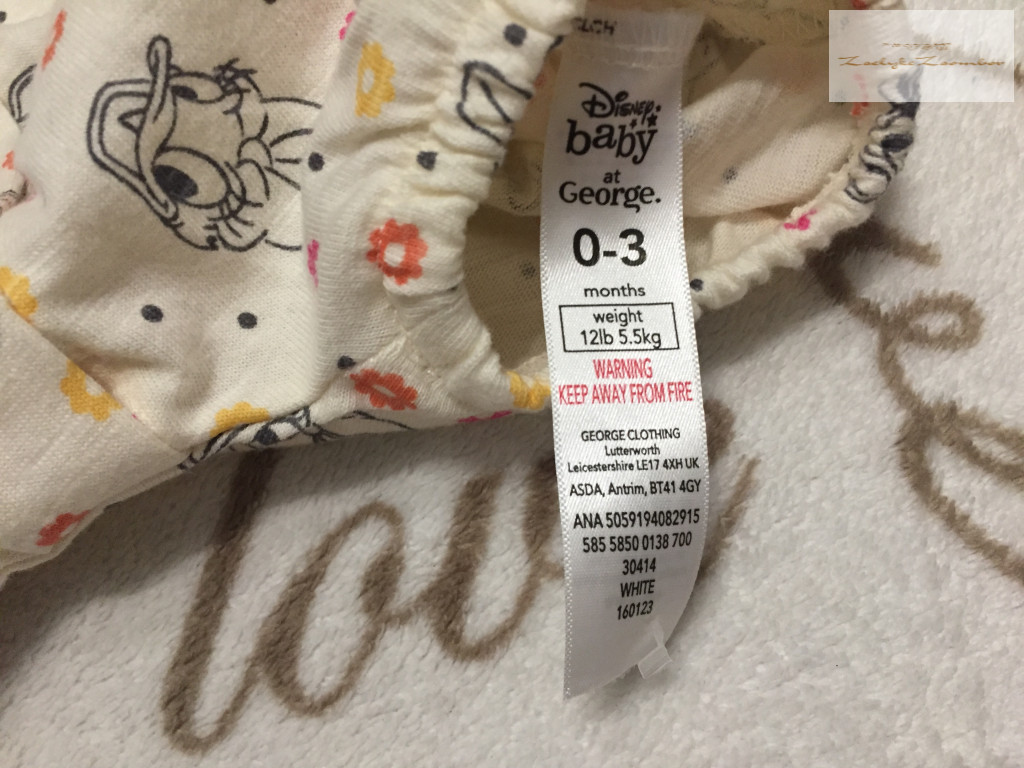 Disney
baby
at
George.
0-3
months
weight
12lb 5.5kg
WARNING
KEEP AWAY FROM FIRE
GEORGE CLOTHING
Lutterworth
Leicestershire LE17 4XH UK
ASDA, Antrim, BT41 4GY
ANA 5059194082915
585 5850 0138 700
30414
WHITE
160123